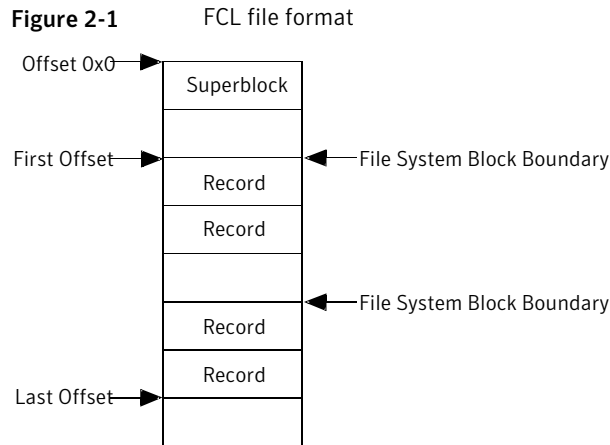 Figure 2-1 FCL file format
Offset 0x0
Superblock
First Offset
File System Block Boundary
Record
Record
File System Block Boundary
Record
Record
Last Offset